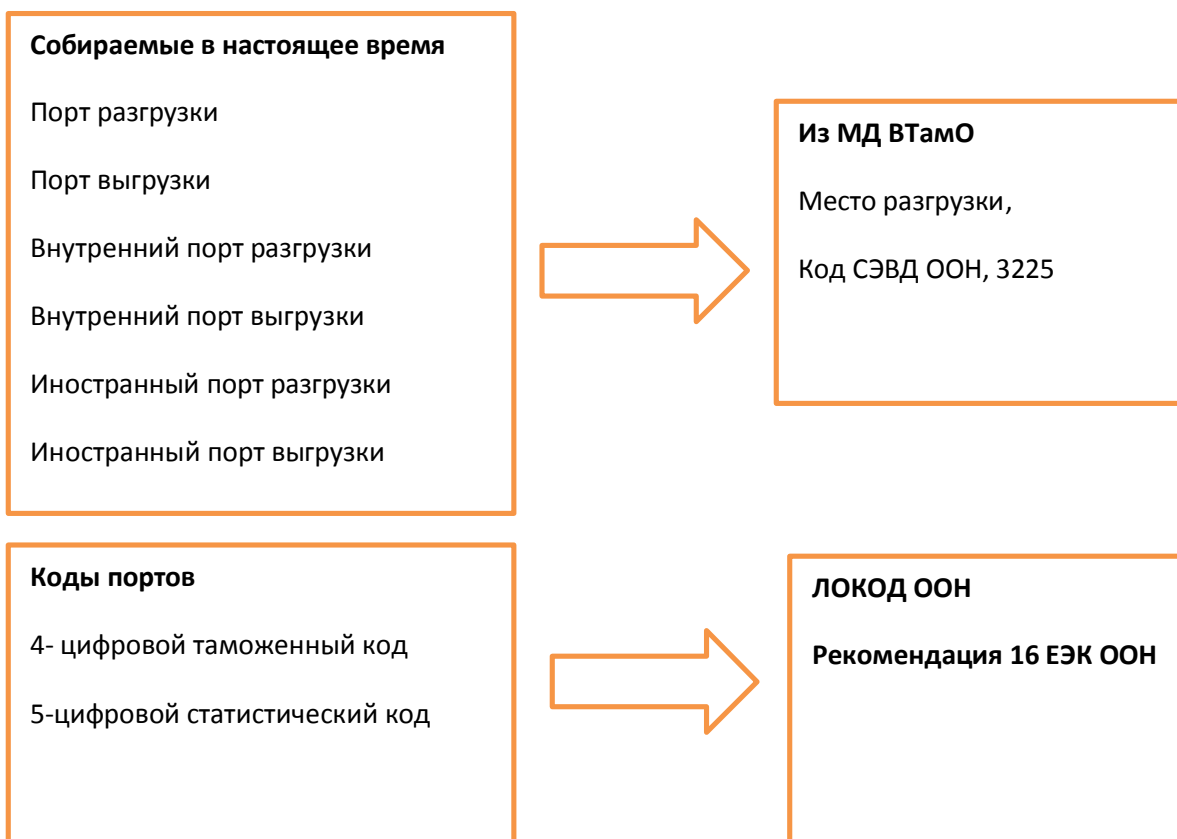 Собираемые в настоящее время
Порт разгрузки
Порт выгрузки
Внутренний порт разгрузки
Внутренний порт выгрузки
Иностранный порт разгрузки
Иностранный порт выгрузки
Из МД ВТамО
Место разгрузки,
Код СЭВД ООН, 3225
Коды портов
4- цифровой таможенный код
5-цифровой статистический код
ЛОКОД ООН
Рекомендация 16 ЕЭК ООН